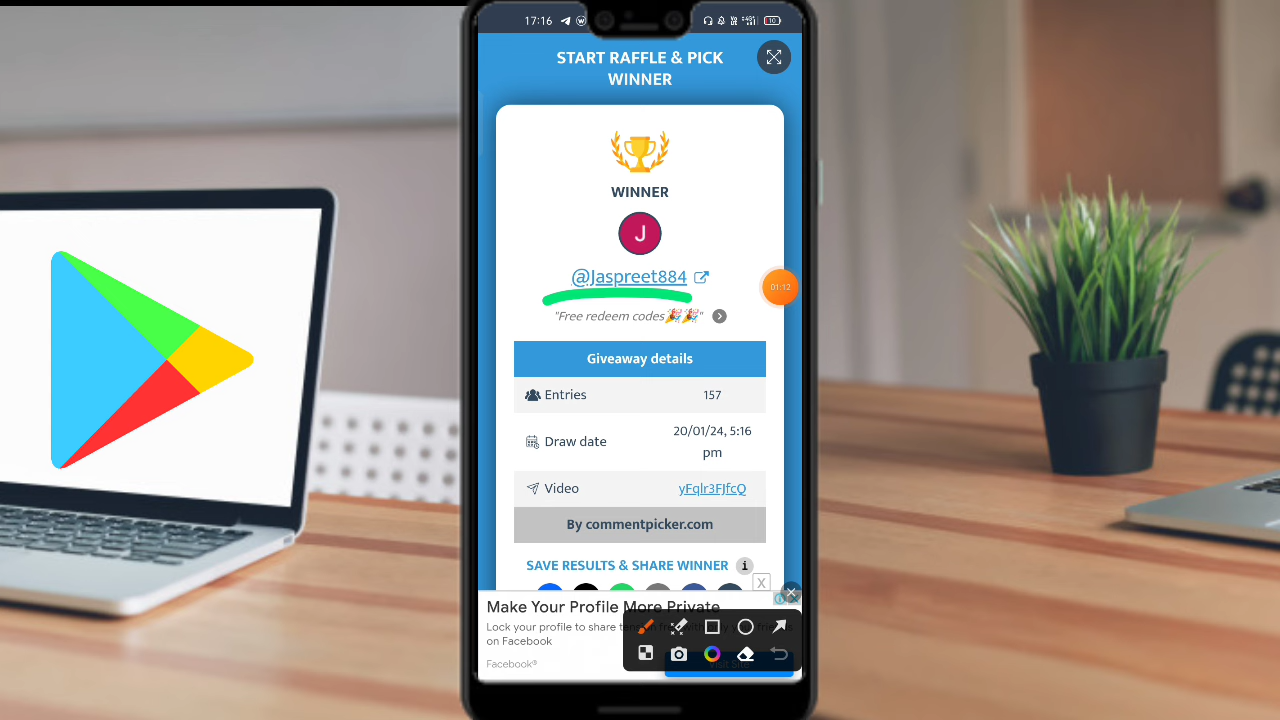 17:16
START RAFFLE & PICK
WINNER
WINNER
J
@Jaspreet884
"Free redeem codes🎉🎉"
01:12
Giveaway details
Entries 157
Draw date 20/01/24, 5:16
pm
Video yFqlr3FJfcQ
By commentpicker.com
SAVE RESULTS & SHARE WINNER i
X
Make Your Profile More Private
Lock your profile to share
on Facebook
Facebook®
Visit Site